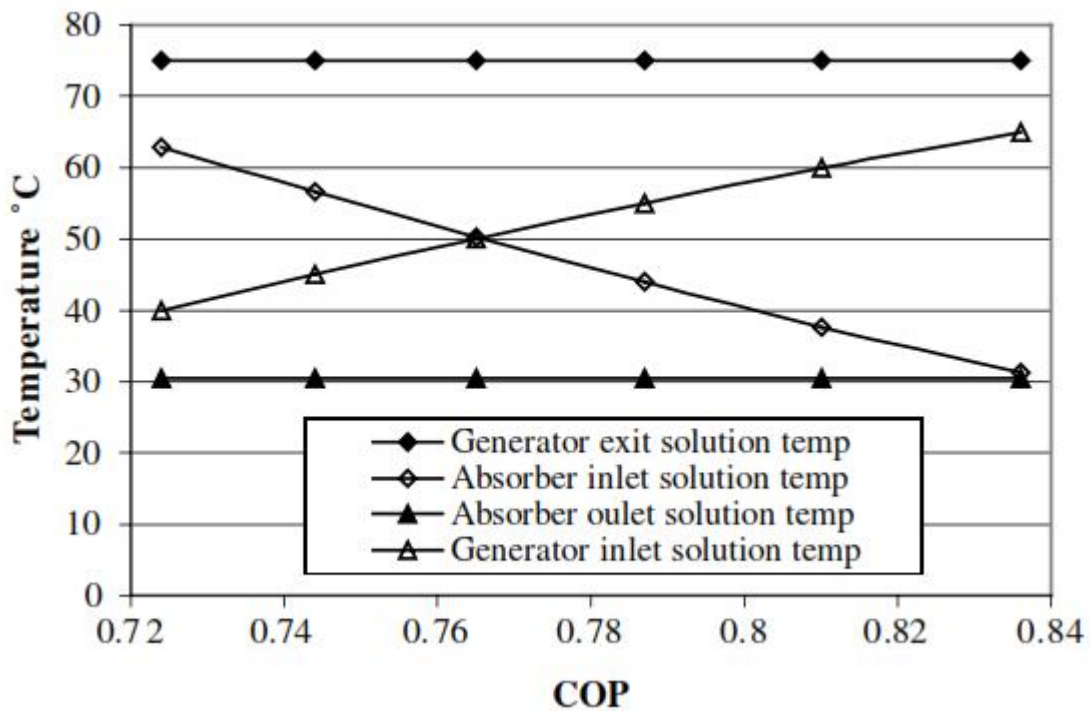 80
70
60
50
40
30
20
10
0
Temperature ˚C
Generator exit solution temp
Absorber inlet solution temp
Absorber oulet solution temp
Generator inlet solution temp
0.72 0.74 0.76 0.78 0.8 0.82 0.84
COP